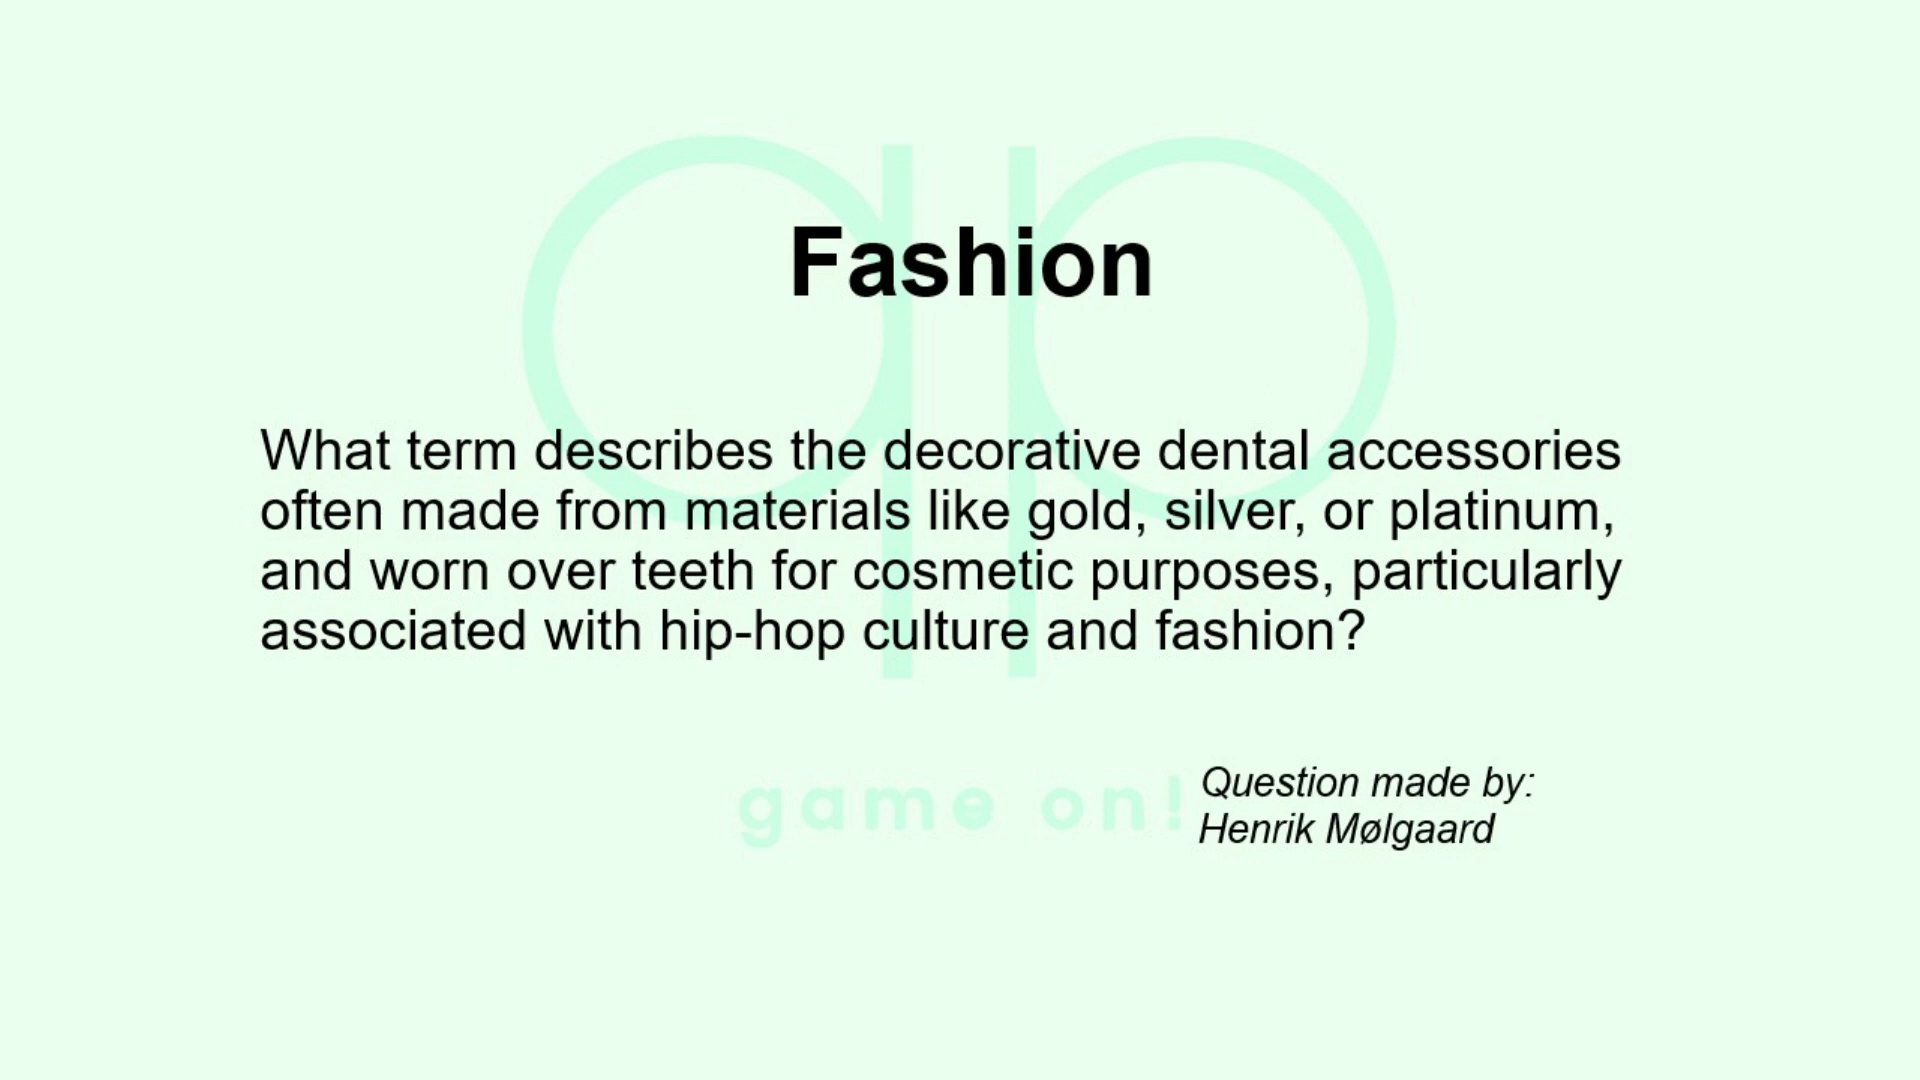 Fashion
What term describes the decorative dental accessories
often made from materials like gold, silver, or platinum,
and worn over teeth for cosmetic purposes, particularly
associated with hip-hop culture and fashion?
game on!
Question made by:
Henrik Mølgaard